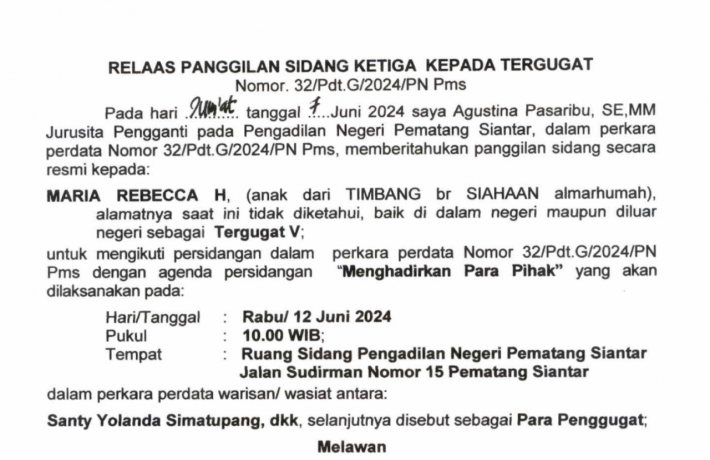 RELAAS PANGGILAN SIDANG KETIGA KEPADA TERGUGAT
Nomor. 32/Pdt.G/2024/PN Pms
Pada hari .Jum'at. tanggal .7....Juni 2024 saya Agustina Pasaribu, SE,MM
Jurusita Pengganti pada Pengadilan Negeri Pematang Siantar, dalam perkara
perdata Nomor 32/Pdt.G/2024/PN Pms, memberitahukan panggilan sidang secara
resmi kepada:
MARIA REBECCA H, (anak dari TIMBANG br SIAHAAN almarhumah),
alamatnya saat ini tidak diketahui, baik di dalam negeri maupun diluar
negeri sebagai Tergugat V;
untuk mengikuti persidangan dalam perkara perdata Nomor 32/Pdt.G/2024/PN
Pms dengan agenda persidangan "Menghadirkan Para Pihak" yang akan
dilaksanakan pada:
Hari/Tanggal : Rabu/ 12 Juni 2024
Pukul : 10.00 WIB;
Tempat : Ruang Sidang Pengadilan Negeri Pematang Siantar
Jalan Sudirman Nomor 15 Pematang Siantar
dalam perkara perdata warisan/ wasiat antara:
Santy Yolanda Simatupang, dkk, selanjutnya disebut sebagai Para Penggugat;
Melawan